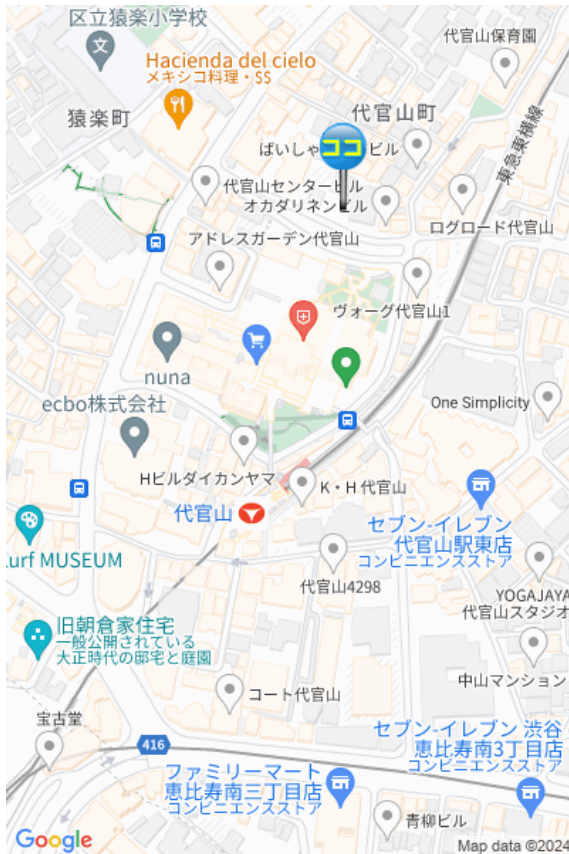 区立猿楽小学校
代官山保育園
Hacienda del cielo
メキシコ料理・$$
猿楽町
代官山町
東急東横線
ばいしゃ
ココ
ビル
代官山センタービル
オカダリネンビル
ログロード代官山
アドレスガーデン代官山
ヴォーグ代官山1
nuna
ecbo株式会社
One Simplicity
Hビルダイカンヤマ
K・H 代官山
代官山
セブン-イレブン
代官山駅東店
コンビニエンスストア
urf MUSEUM
代官山4298
YOGAJAYA
代官山スタジオ
旧朝倉家住宅
一般公開されている
大正時代の邸宅と庭園
中山マンション
コート代官山
宝古堂
416
セブン-イレブン 渋谷
恵比寿南3丁目店
コンビニエンスストア
ファミリーマート
恵比寿南三丁目店
コンビニエンスストア
青柳ビル
Google
Map data ©2024